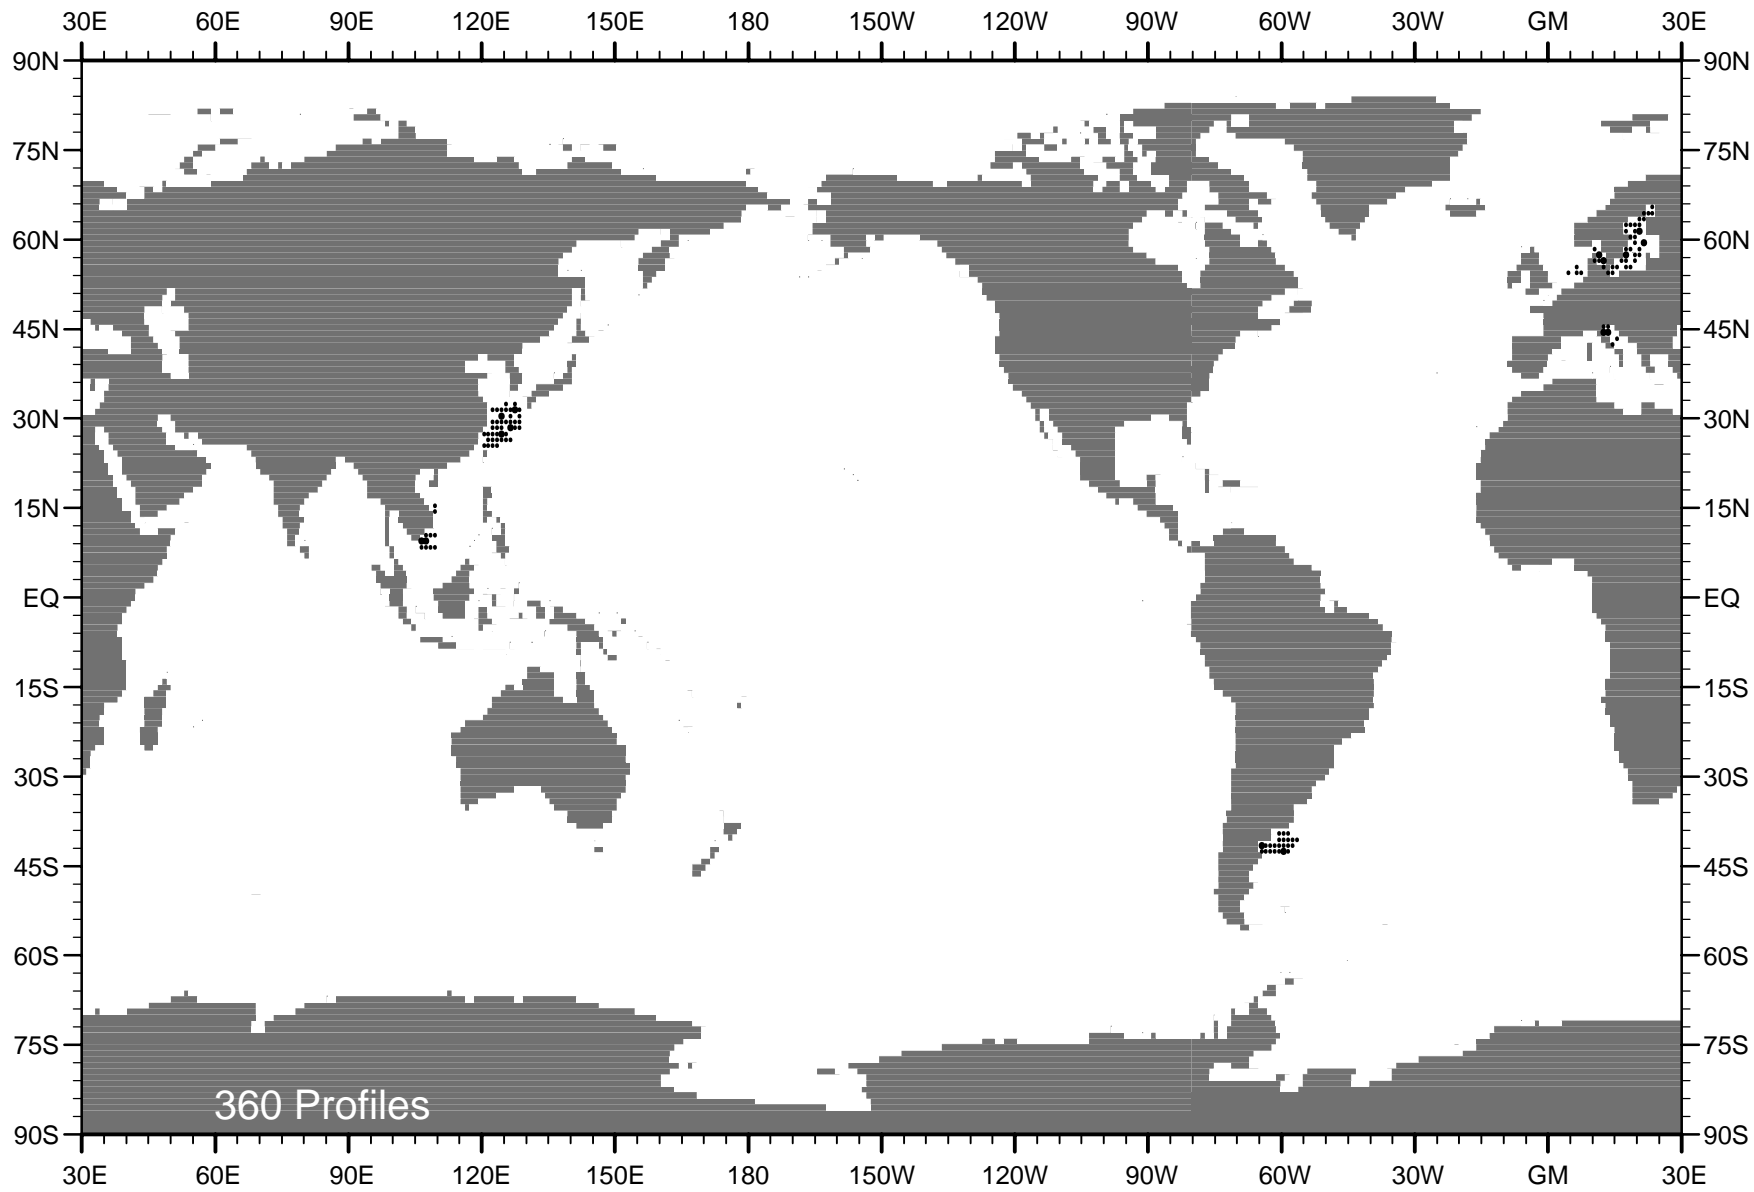 30E 60E 90E 120E 150E 180 150W 120W 90W 60W 30W GM 30E
90N 90N
75N 75N
60N 60N
45N 45N
30N 30N
15N 15N
EQ EQ
15S 15S
30S 30S
45S 45S
60S 60S
75S 75S
360 Profiles
90S 90S
30E 60E 90E 120E 150E 180 150W 120W 90W 60W 30W GM 30E